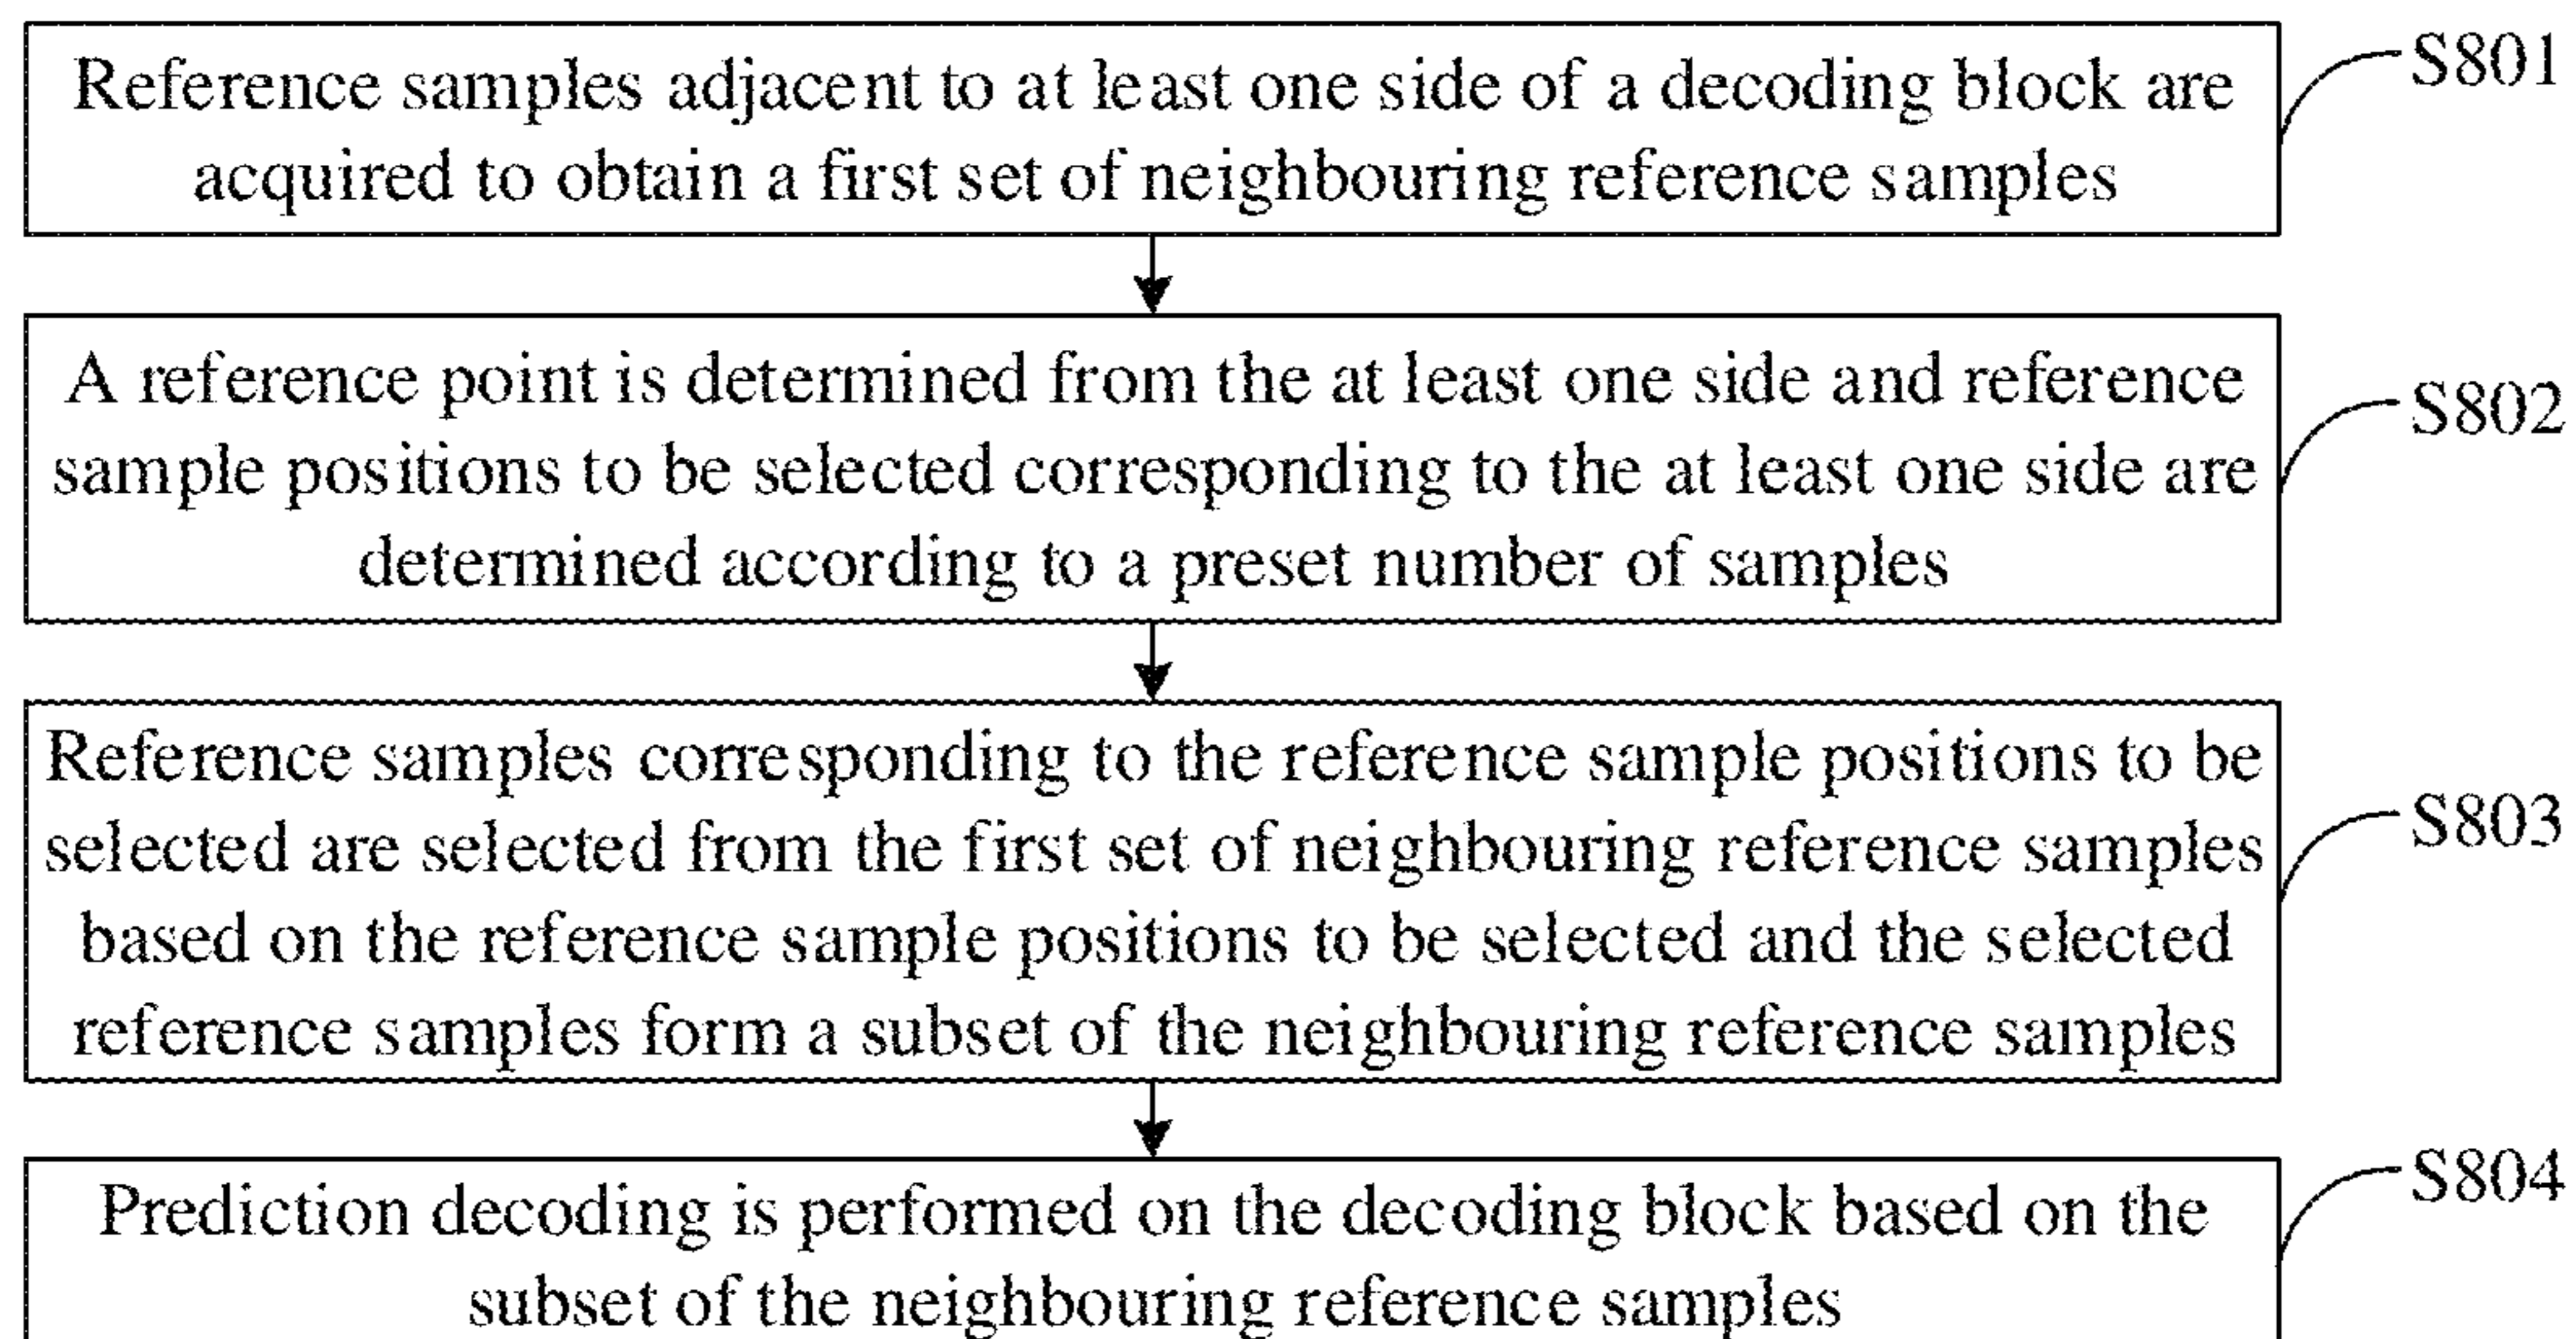 Reference samples adjacent to at least one side of a decoding block are
acquired to obtain a first set of neighbouring reference samples
S801
A reference point is determined from the at least one side and reference
sample positions to be selected corresponding to the at least one side are
determined according to a preset number of samples
S802
Reference samples corresponding to the reference sample positions to be
selected are selected from the first set of neighbouring reference samples
based on the reference sample positions to be selected and the selected
reference samples form a subset of the neighbouring reference samples
S803
Prediction decoding is performed on the decoding block based on the
subset of the neighbouring reference samples
S804